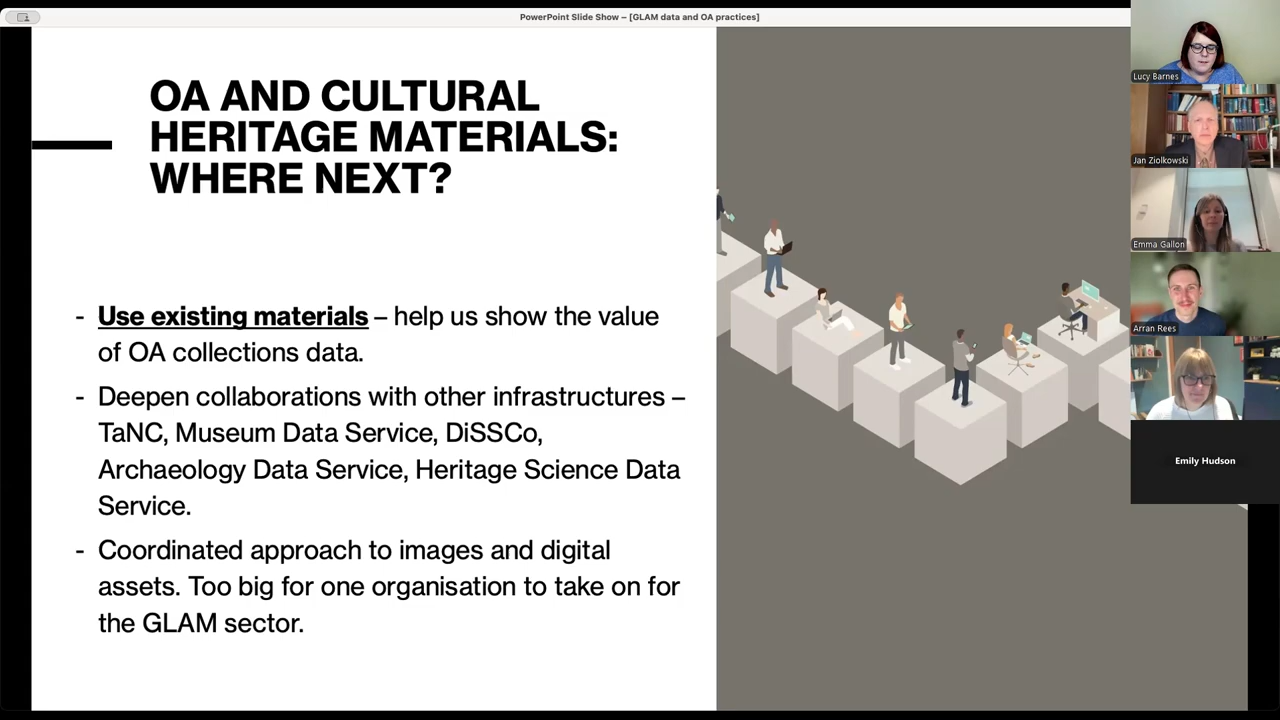 PowerPoint Slide Show – [GLAM data and OA practices]
OA AND CULTURAL
HERITAGE MATERIALS:
WHERE NEXT?
- Use existing materials – help us show the value
of OA collections data.
- Deepen collaborations with other infrastructures –
TaNC, Museum Data Service, DiSSCo,
Archaeology Data Service, Heritage Science Data
Service.
- Coordinated approach to images and digital
assets. Too big for one organisation to take on for
the GLAM sector.
Lucy Barnes
Jan Ziolkowski
Emma Gallon
Arran Rees
Emily Hudson